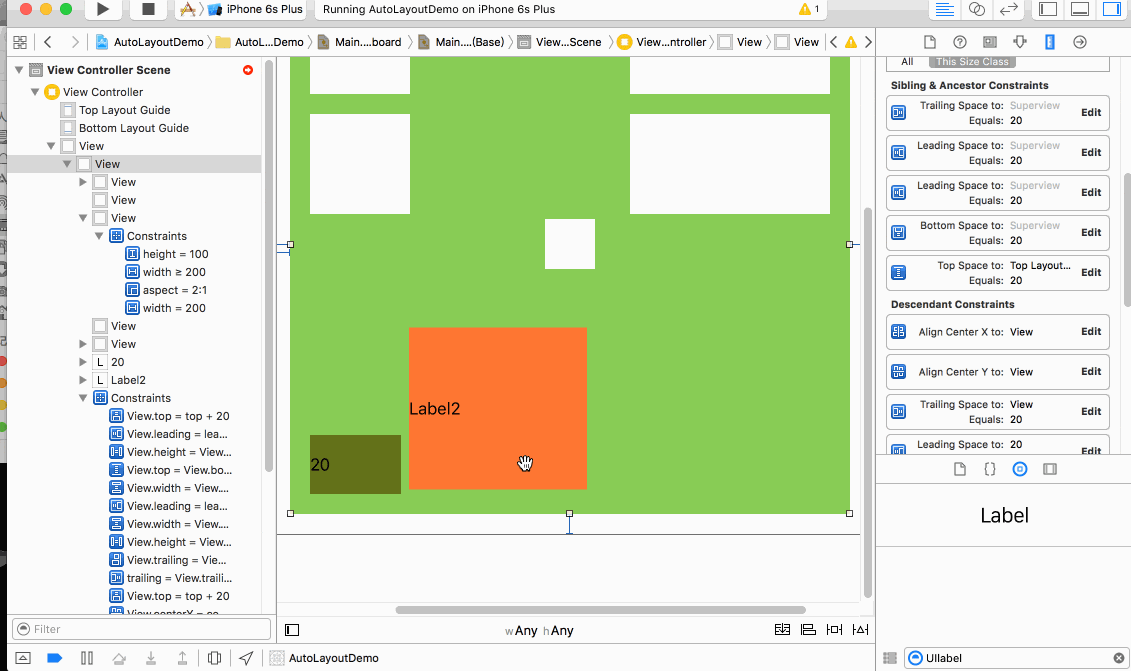 iPhone 6s Plus
Running AutoLayoutDemo on iPhone 6s Plus
1
AutoLayoutDemo
AutoL...Demo
Main....board
Main....(Base)
View...Scene
View...ntroller
View
View
View Controller Scene
View Controller
Top Layout Guide
Bottom Layout Guide
View
View
View
View
View
Constraints
height = 100
width ≥ 200
aspect = 2:1
width = 200
View
View
L 20
L Label2
Constraints
View.top = top + 20
View.leading = lea...
View.height = View...
View.top = View.bo...
View.width = View....
View.leading = lea...
View.width = View....
View.height = View...
View.trailing = Vie...
trailing = View.traili...
View.top = top + 20
View.centerX = ce...
Filter
Label2
20
wAny hAny
AutoLayoutDemo
All
This Size Class
Sibling & Ancestor Constraints
Trailing Space to: Superview
Equals: 20
Edit
Leading Space to: Superview
Equals: 20
Edit
Leading Space to: Superview
Equals: 20
Edit
Bottom Space to: Superview
Equals: 20
Edit
Top Space to: Top Layout...
Equals: 20
Edit
Descendant Constraints
Align Center X to: View
Edit
Align Center Y to: View
Edit
Trailing Space to: View
Equals: 20
Edit
Leading Space to: 20
Edit
Label
UIlabel